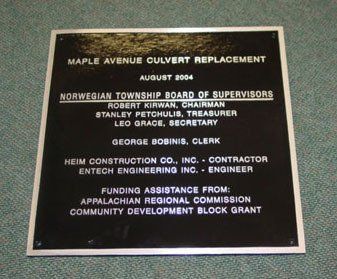 MAPLE AVENUE CULVERT REPLACEMENT
AUGUST 2004
NORWEGIAN TOWNSHIP BOARD OF SUPERVISORS
ROBERT KIRWAN, CHAIRMAN
STANLEY PETCHULIS, TREASURER
LEO GRACE, SECRETARY
GEORGE BOBINIS, CLERK
HEIM CONSTRUCTION CO., INC. - CONTRACTOR
ENTECH ENGINEERING INC. - ENGINEER
FUNDING ASSISTANCE FROM:
APPALACHIAN REGIONAL COMMISSION
COMMUNITY DEVELOPMENT BLOCK GRANT